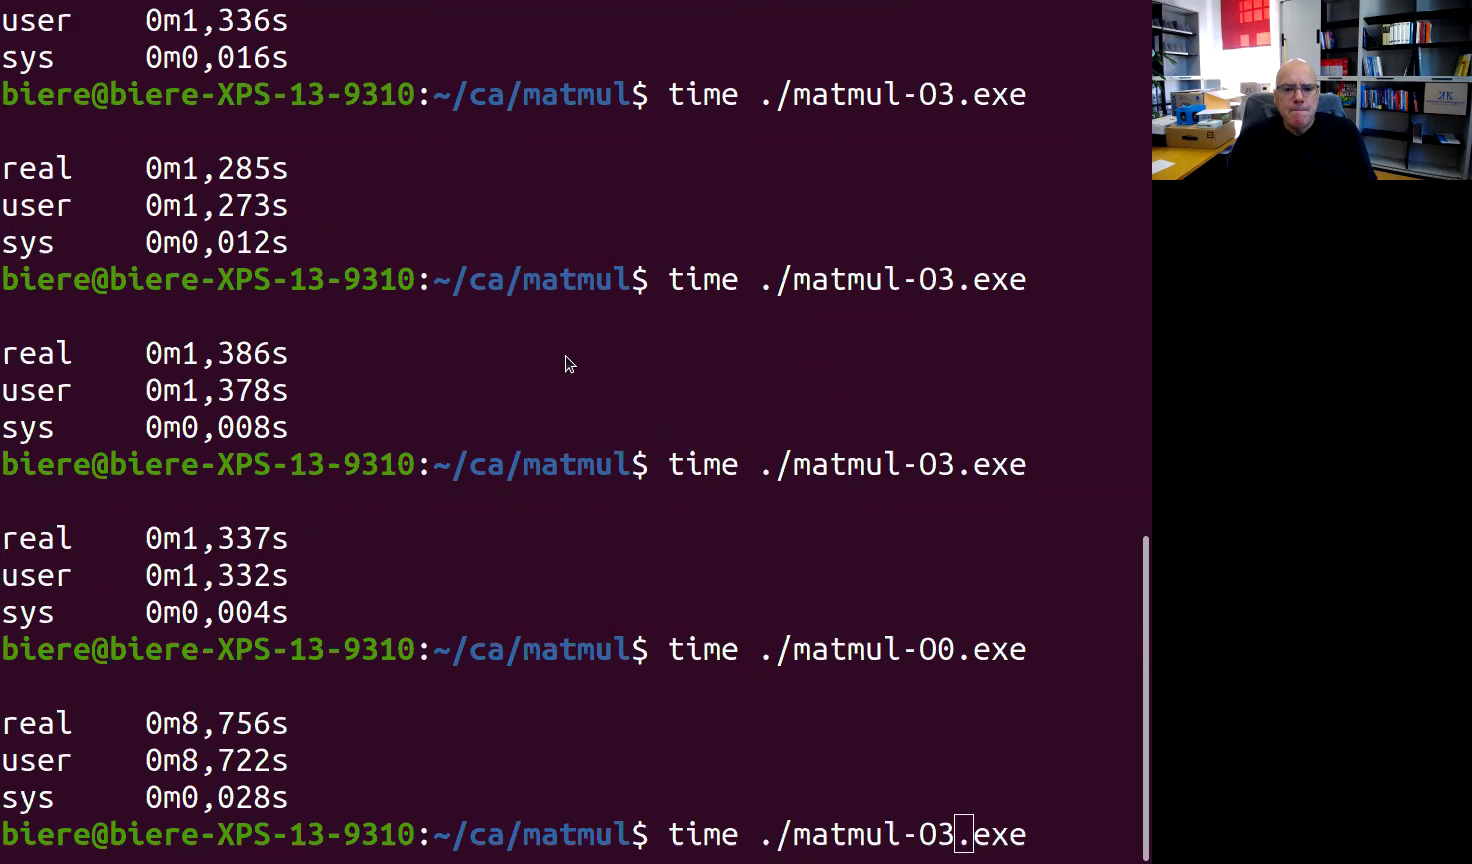 user    0m1,336s
sys     0m0,016s
biere@biere-XPS-13-9310:~/ca/matmul$ time ./matmul-O3.exe
real    0m1,285s
user    0m1,273s
sys     0m0,012s
biere@biere-XPS-13-9310:~/ca/matmul$ time ./matmul-O3.exe
real    0m1,386s
user    0m1,378s
sys     0m0,008s
biere@biere-XPS-13-9310:~/ca/matmul$ time ./matmul-O3.exe
real    0m1,337s
user    0m1,332s
sys     0m0,004s
biere@biere-XPS-13-9310:~/ca/matmul$ time ./matmul-O0.exe
real    0m8,756s
user    0m8,722s
sys     0m0,028s
biere@biere-XPS-13-9310:~/ca/matmul$ time ./matmul-O3.exe